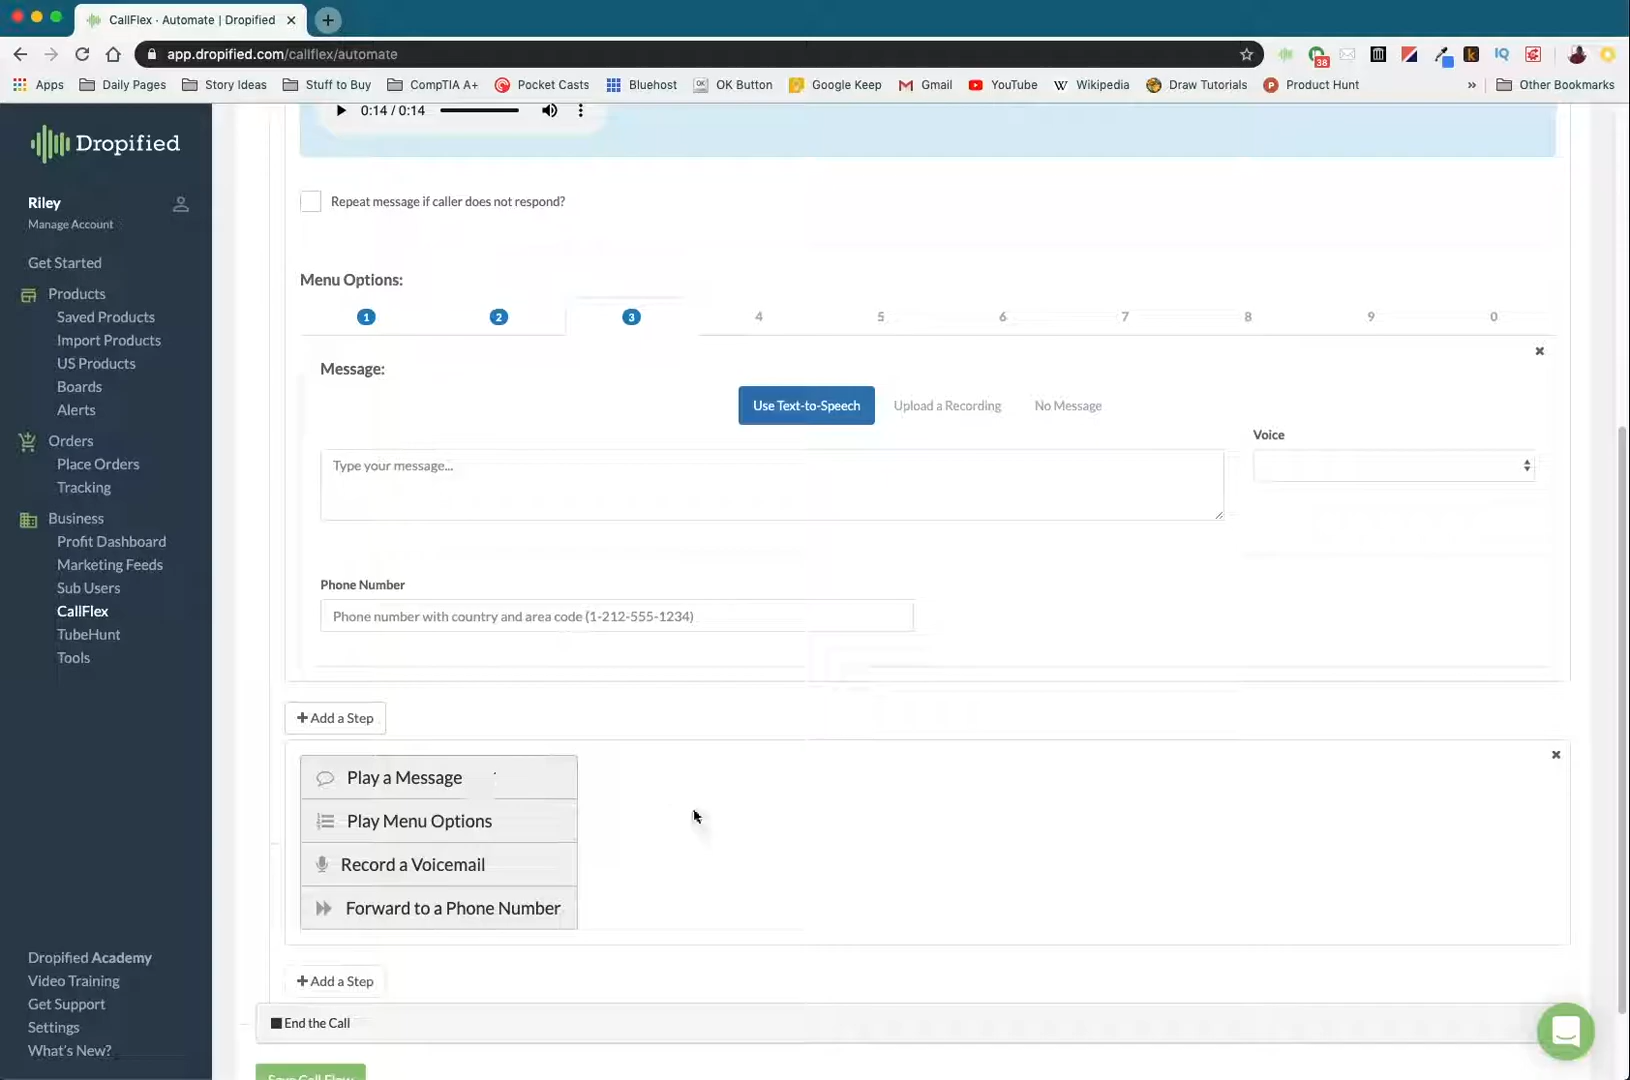 CallFlex · Automate | Dropified
app.dropified.com/callflex/automate
38
Apps Daily Pages Story Ideas Stuff to Buy CompTIA A+ Pocket Casts Bluehost OK OK Button Google Keep Gmail YouTube W Wikipedia Draw Tutorials P Product Hunt » Other Bookmarks
Dropified
Riley
Manage Account
Get Started
Products
Saved Products
Import Products
US Products
Boards
Alerts
Orders
Place Orders
Tracking
Business
Profit Dashboard
Marketing Feeds
Sub Users
CallFlex
TubeHunt
Tools
Dropified Academy
Video Training
Get Support
Settings
What's New?
0:14 / 0:14
Repeat message if caller does not respond?
Menu Options:
1 2 3 4 5 6 7 8 9 0
Message:
Use Text-to-Speech Upload a Recording No Message
Voice
Type your message...
Phone Number
Phone number with country and area code (1-212-555-1234)
+ Add a Step
Play a Message
Play Menu Options
Record a Voicemail
Forward to a Phone Number
+ Add a Step
End the Call
Save Call Flow